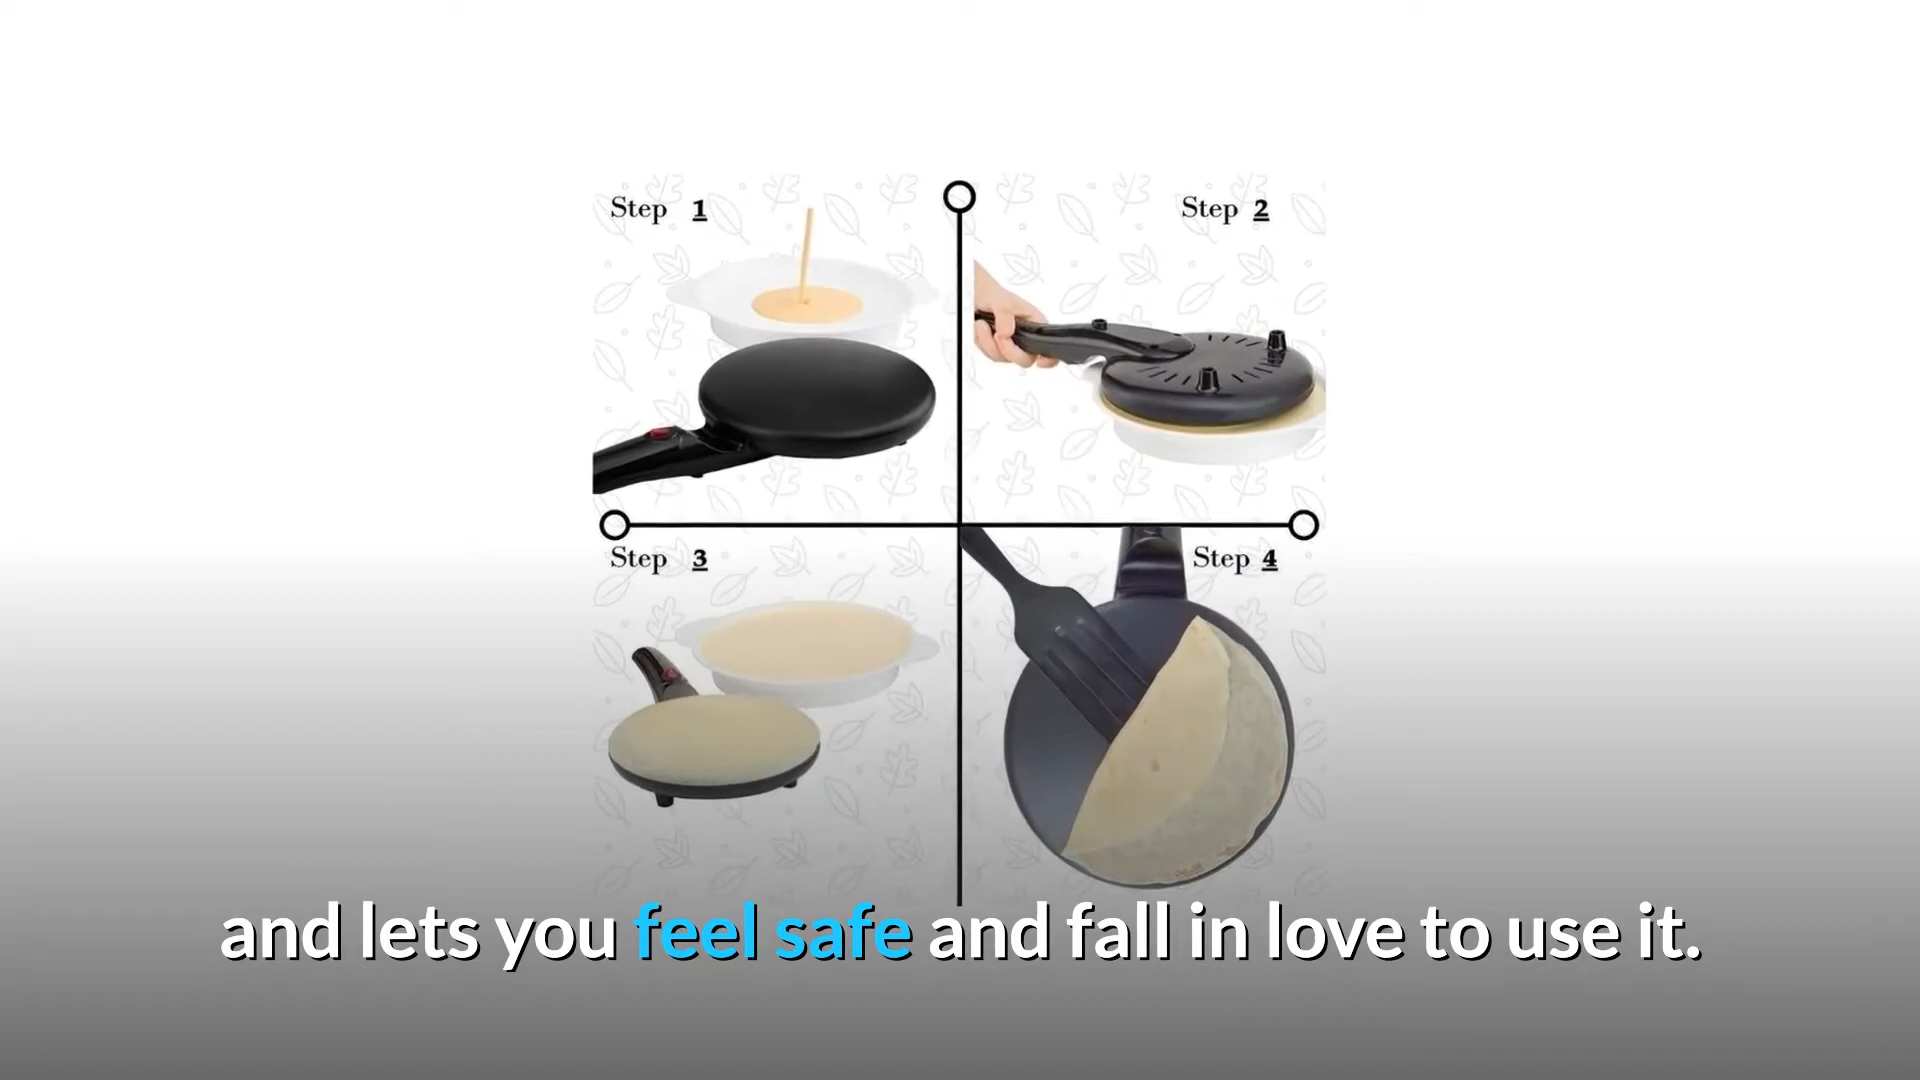 Step 1
Step 2
Step 3
Step 4
and lets you feel safe and fall in love to use it.